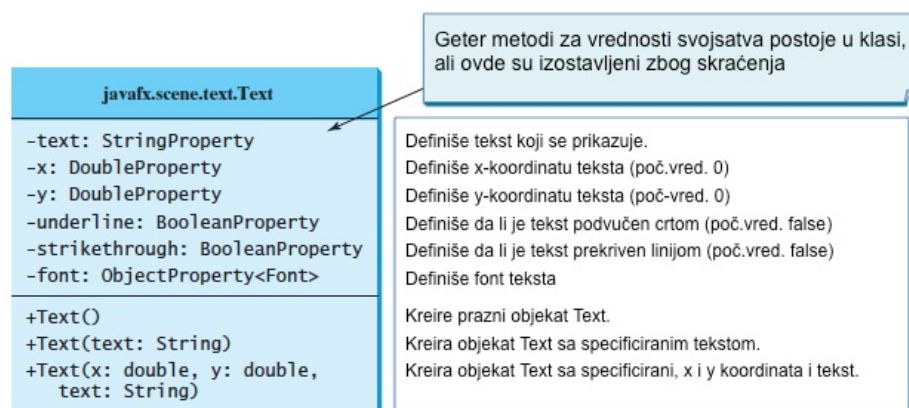 Geter metodi za vrednosti svojsatva postoje u klasi,
ali ovde su izostavljeni zbog skraćenja
javafx.scene.text.Text
-text: StringProperty
Definiše tekst koji se prikazuje.
-x: DoubleProperty
Definiše x-koordinatu teksta (poč.vred. 0)
-y: DoubleProperty
Definiše y-koordinatu teksta (poč-vred. 0)
-underline: BooleanProperty
Definiše da li je tekst podvučen crtom (poč.vred. false)
-strikethrough: BooleanProperty
Definiše da li je tekst prekriven linijom (poč.vred. false)
-font: ObjectProperty<Font>
Definiše font teksta
+Text()
Kreire prazni objekat Text.
+Text(text: String)
Kreira objekat Text sa specificiranim tekstom.
+Text(x: double, y: double,
text: String)
Kreira objekat Text sa specificirani, x i y koordinata i tekst.